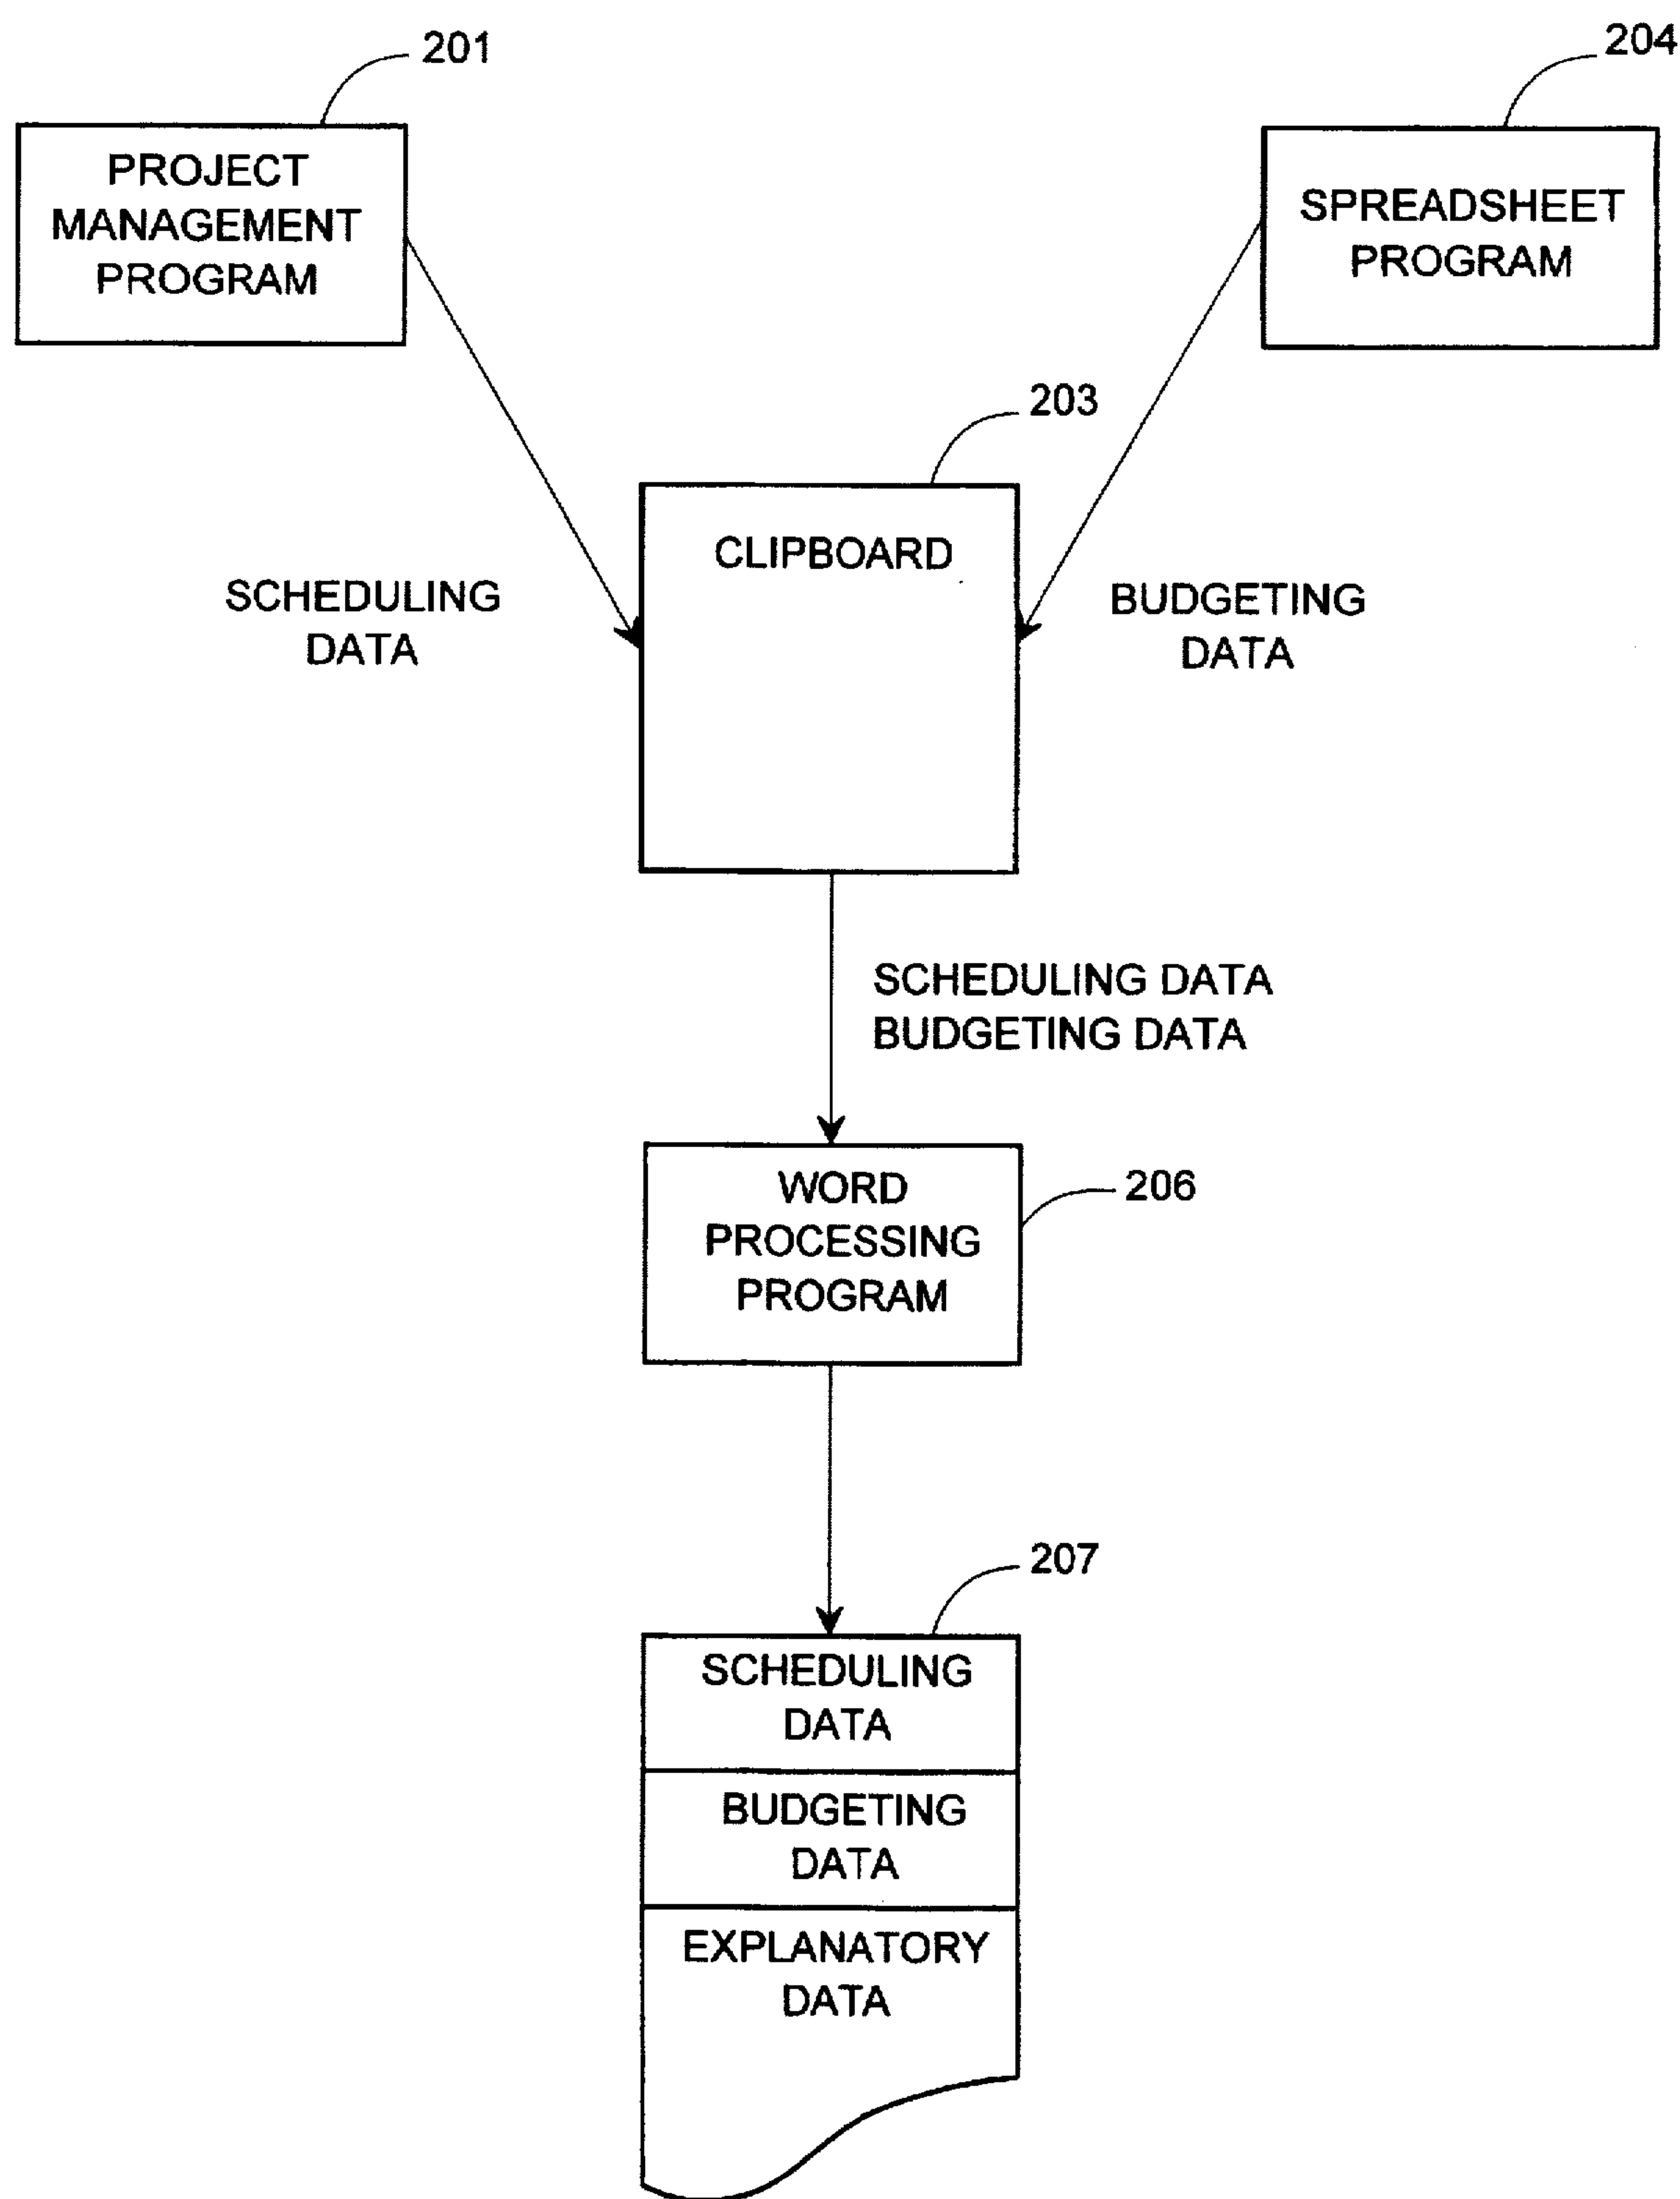 201
204
PROJECT
MANAGEMENT
PROGRAM
SPREADSHEET
PROGRAM
203
CLIPBOARD
SCHEDULING
DATA
BUDGETING
DATA
SCHEDULING DATA
BUDGETING DATA
WORD
PROCESSING
PROGRAM
206
207
SCHEDULING
DATA
BUDGETING
DATA
EXPLANATORY
DATA